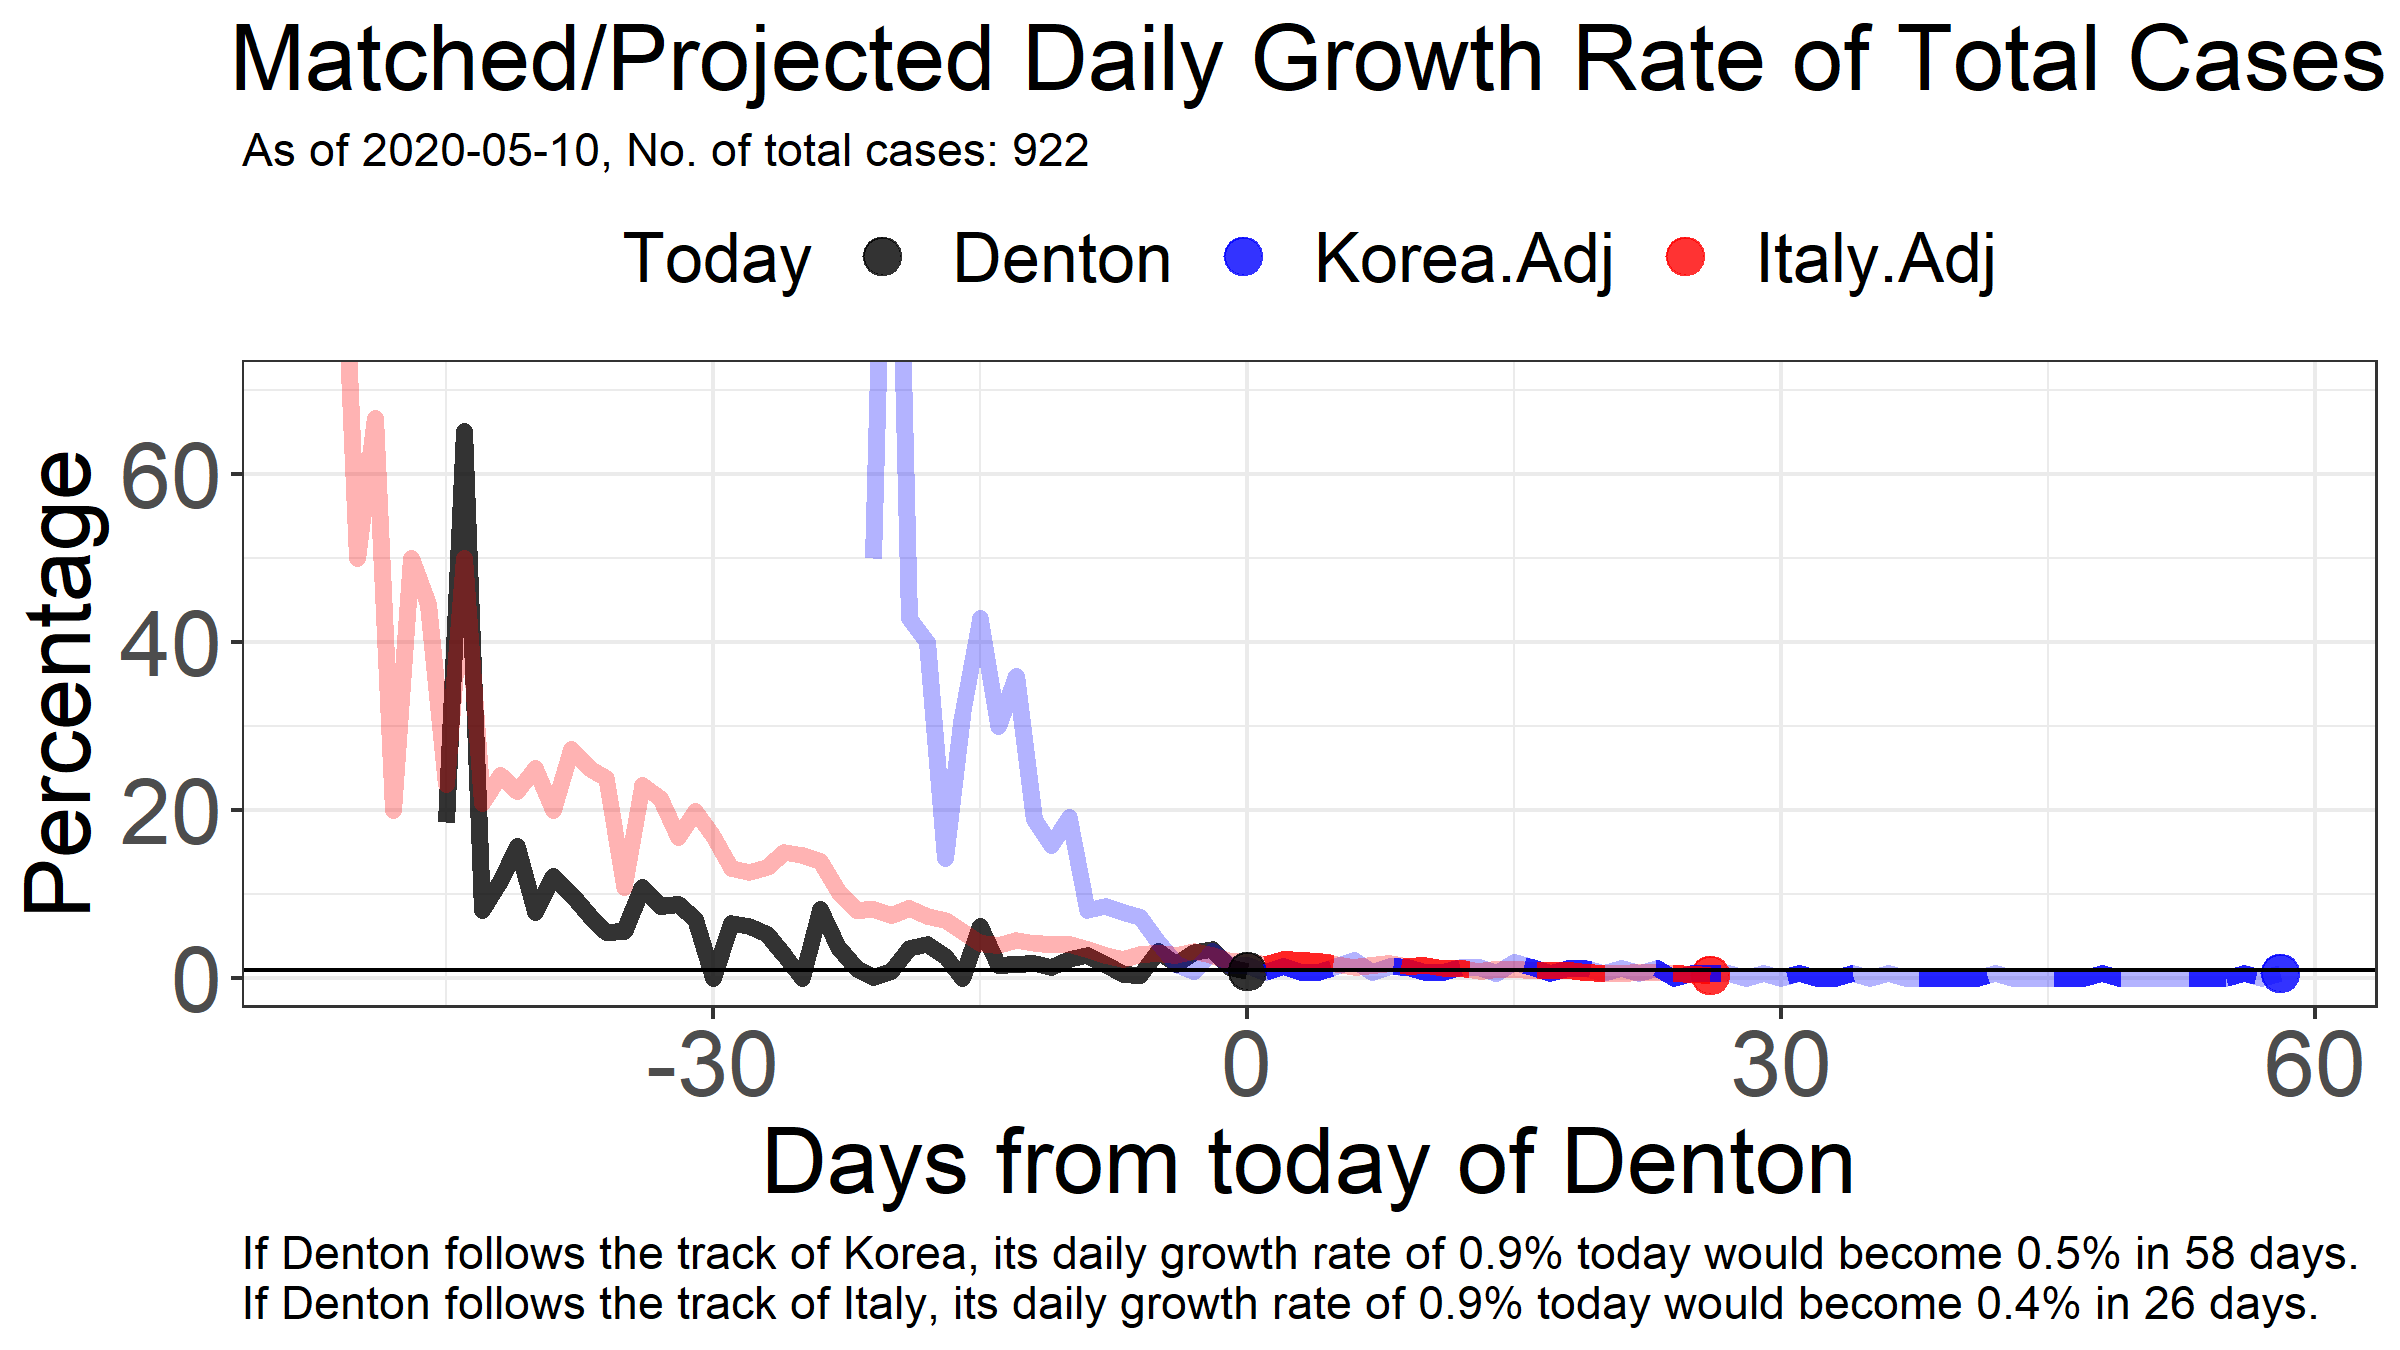 Matched/Projected Daily Growth Rate of Total Cases
As of 2020-05-10, No. of total cases: 922
Today Denton Korea.Adj Italy.Adj
Percentage
60
40
20
0
-30 0 30 60
Days from today of Denton
If Denton follows the track of Korea, its daily growth rate of 0.9% today would become 0.5% in 58 days.
If Denton follows the track of Italy, its daily growth rate of 0.9% today would become 0.4% in 26 days.